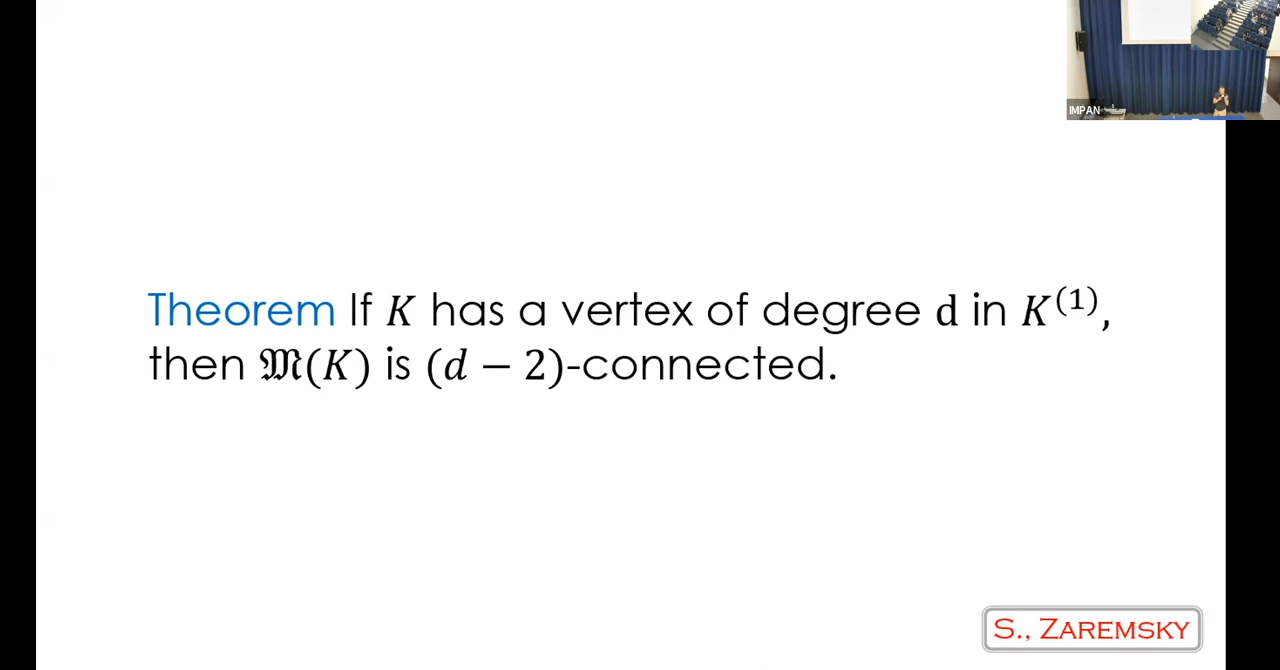 IMPAN
Theorem If K has a vertex of degree d in K⁽¹⁾,
then 𝔐(K) is (d − 2)-connected.
S., ZAREMSKY